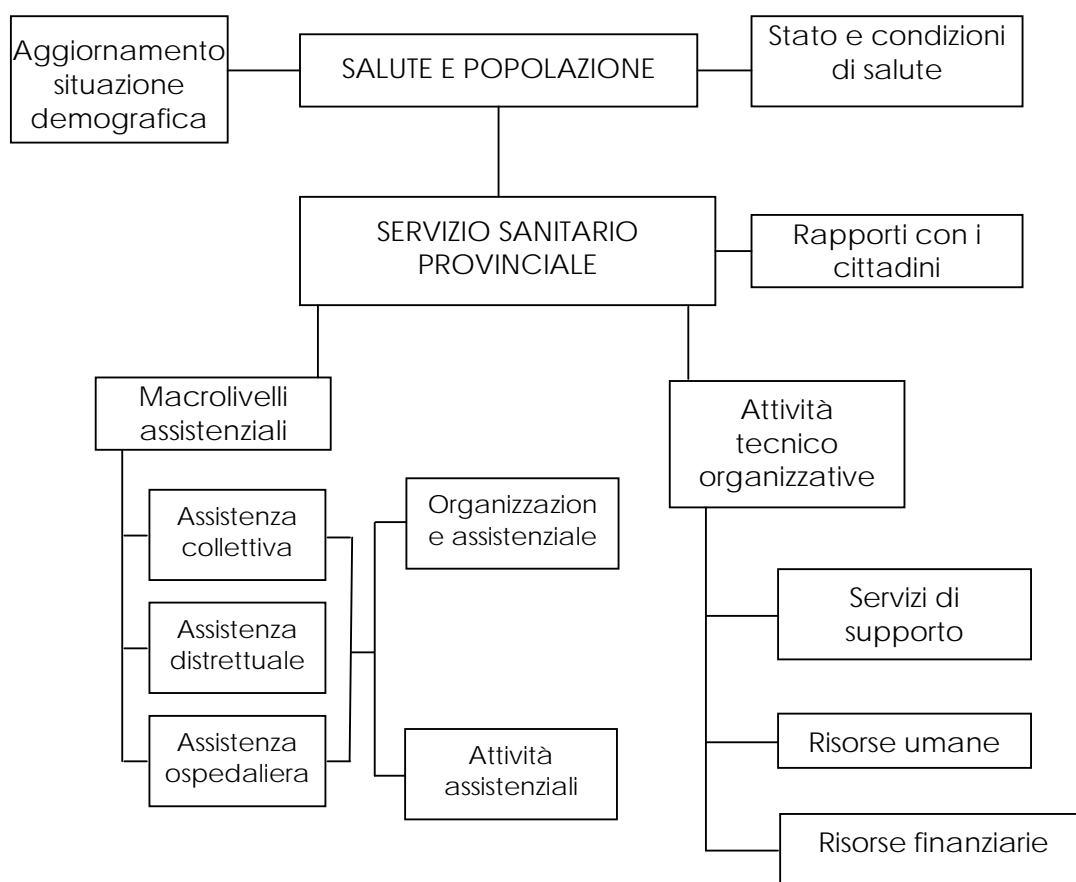 Aggiornamento
situazione
demografica
SALUTE E POPOLAZIONE
Stato e condizioni
di salute
SERVIZIO SANITARIO
PROVINCIALE
Rapporti con i
cittadini
Macrolivelli
assistenziali
Attività
tecnico
organizzative
Assistenza
collettiva
Organizzazion
e assistenziale
Assistenza
distrettuale
Servizi di
supporto
Assistenza
ospedaliera
Attività
assistenziali
Risorse umane
Risorse finanziarie